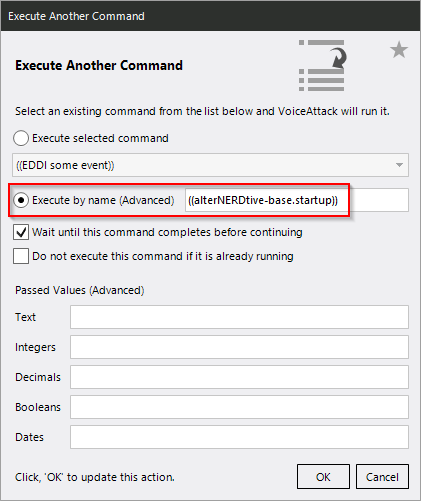 Execute Another Command
Execute Another Command
Select an existing command from the list below and VoiceAttack will run it.
Execute selected command
((EDDI some event))
Execute by name (Advanced) ((alterNERDtive-base.startup))
Wait until this command completes before continuing
Do not execute this command if it is already running
Passed Values (Advanced)
Text
Integers
Decimals
Booleans
Dates
Click, 'OK' to update this action. OK Cancel